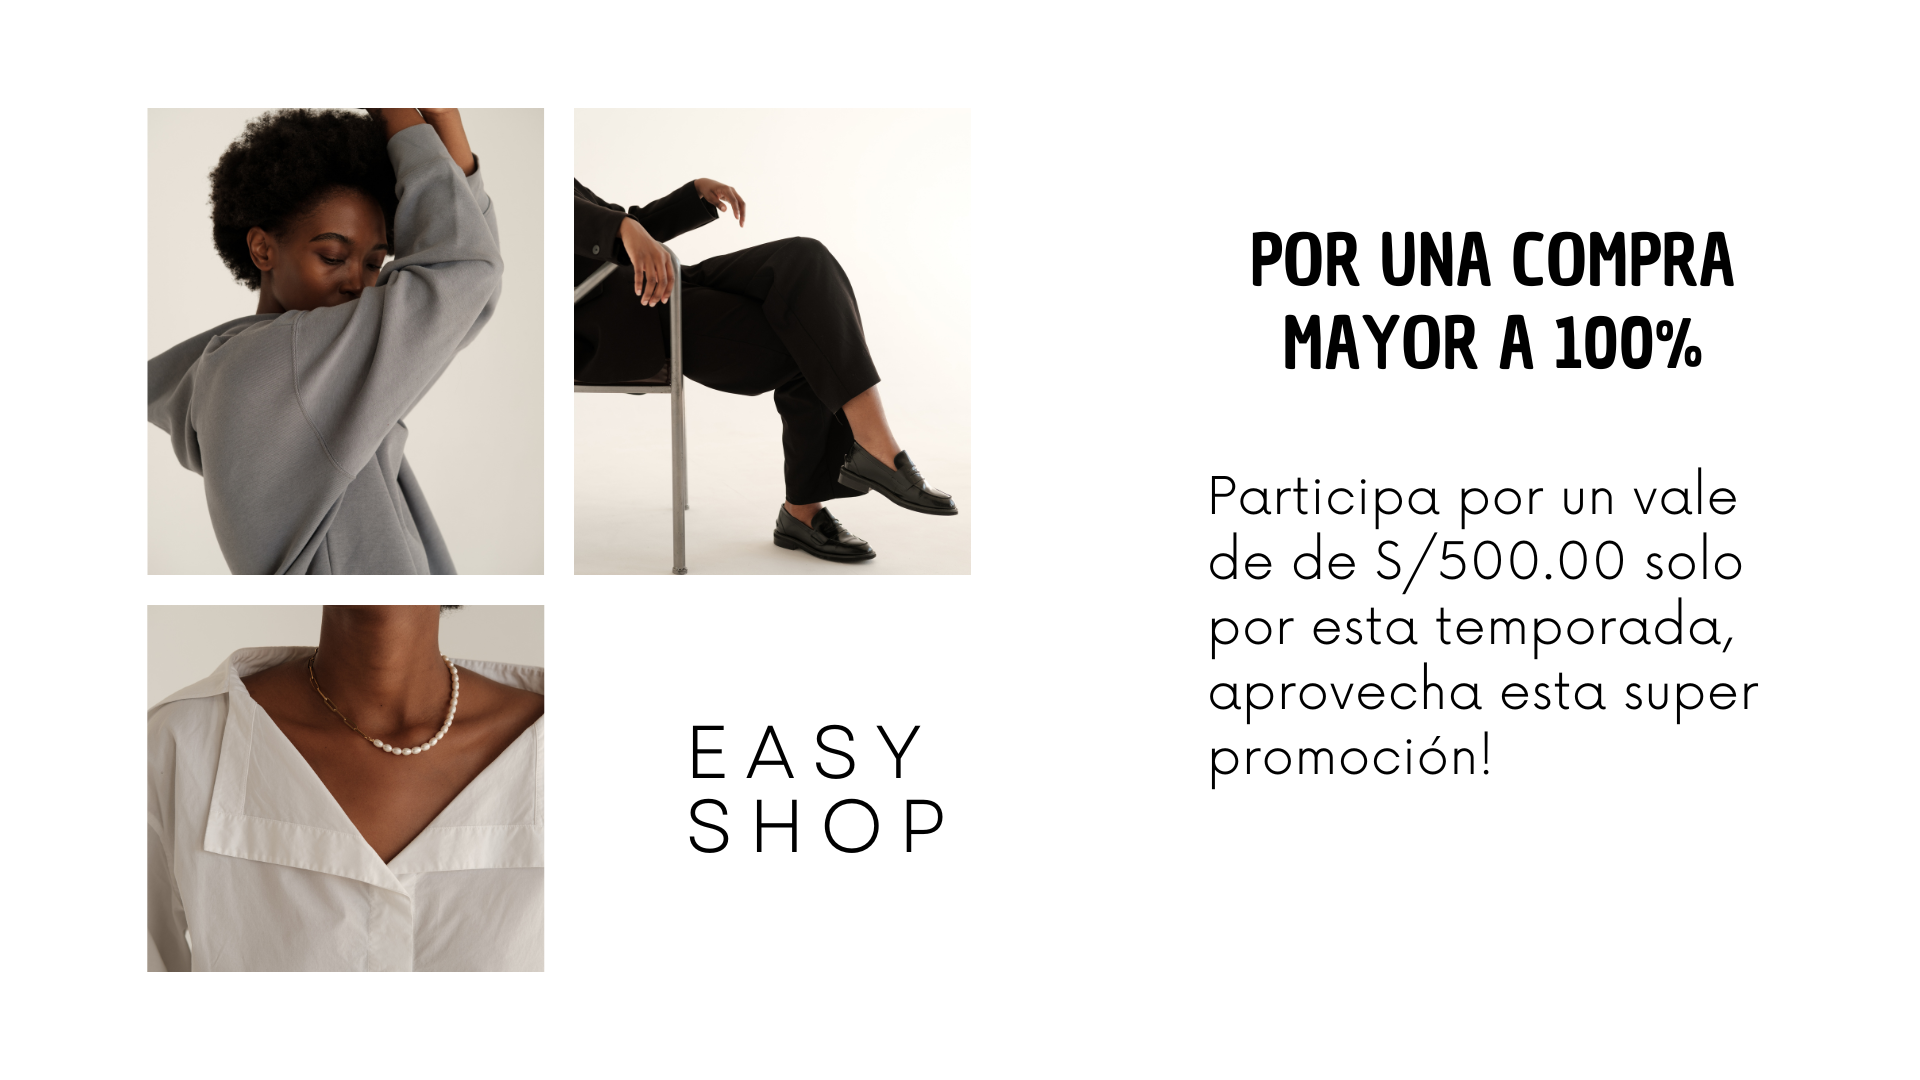 EASY
SHOP
POR UNA COMPRA
MAYOR A 100%
Participa por un vale
de de S/500.00 solo
por esta temporada,
aprovecha esta super
promoción!